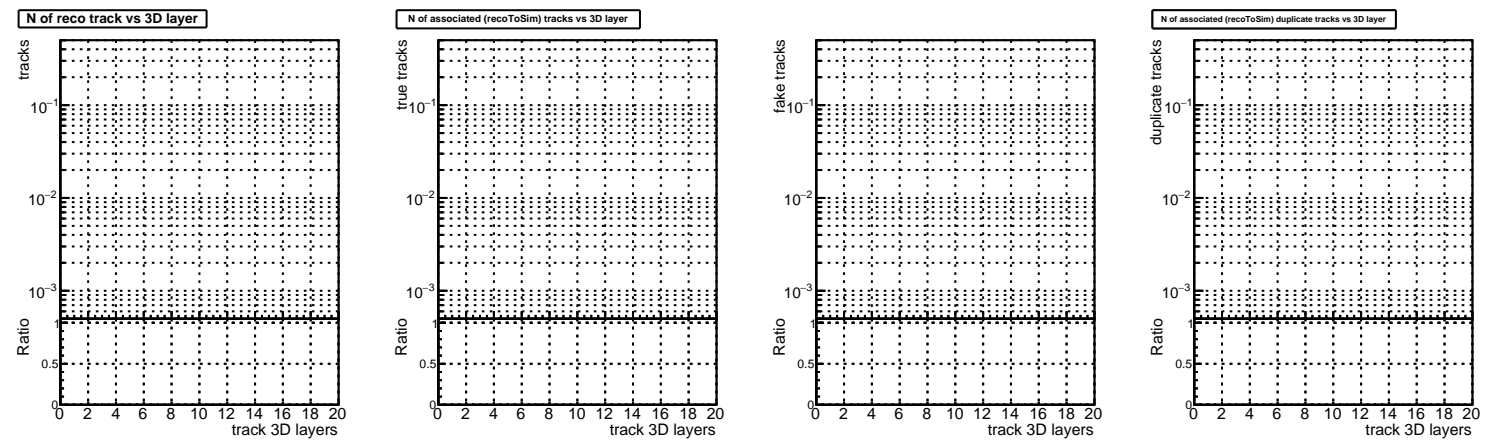 N of reco track vs 3D layer
tracks
10⁻¹
10⁻²
10⁻³
Ratio
1
0.5
0
0 2 4 6 8 10 12 14 16 18 20
track 3D layers
N of associated (recoToSim) tracks vs 3D layer
true tracks
10⁻¹
10⁻²
10⁻³
Ratio
1
0.5
0
0 2 4 6 8 10 12 14 16 18 20
track 3D layers
fake tracks
10⁻¹
10⁻²
10⁻³
Ratio
1
0.5
0
0 2 4 6 8 10 12 14 16 18 20
track 3D layers
N of associated (recoToSim) duplicate tracks vs 3D layer
duplicate tracks
10⁻¹
10⁻²
10⁻³
Ratio
1
0.5
0
0 2 4 6 8 10 12 14 16 18 20
track 3D layers